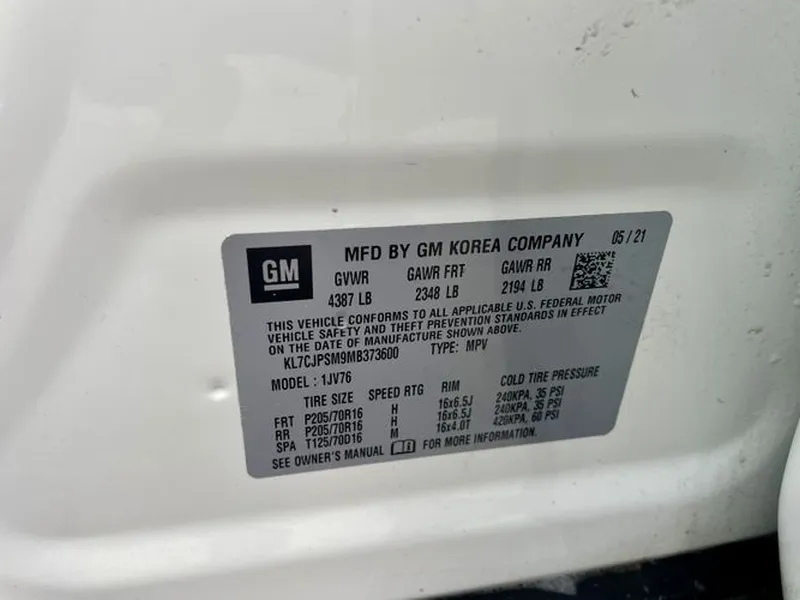 GM
MFD BY GM KOREA COMPANY 05 / 21
GVWR GAWR FRT GAWR RR
4387 LB 2348 LB 2194 LB
THIS VEHICLE CONFORMS TO ALL APPLICABLE U.S. FEDERAL MOTOR
VEHICLE SAFETY AND THEFT PREVENTION STANDARDS IN EFFECT
ON THE DATE OF MANUFACTURE SHOWN ABOVE.
KL7CJPSM9MB373600 TYPE: MPV
MODEL : 1JV76
TIRE SIZE SPEED RTG RIM COLD TIRE PRESSURE
FRT P205/70R16 H 16x6.5J 240KPA, 35 PSI
RR P205/70R16 H 16x6.5J 240KPA, 35 PSI
SPA T125/70D16 M 16x4.0T 420KPA, 60 PSI
SEE OWNER'S MANUAL FOR MORE INFORMATION.